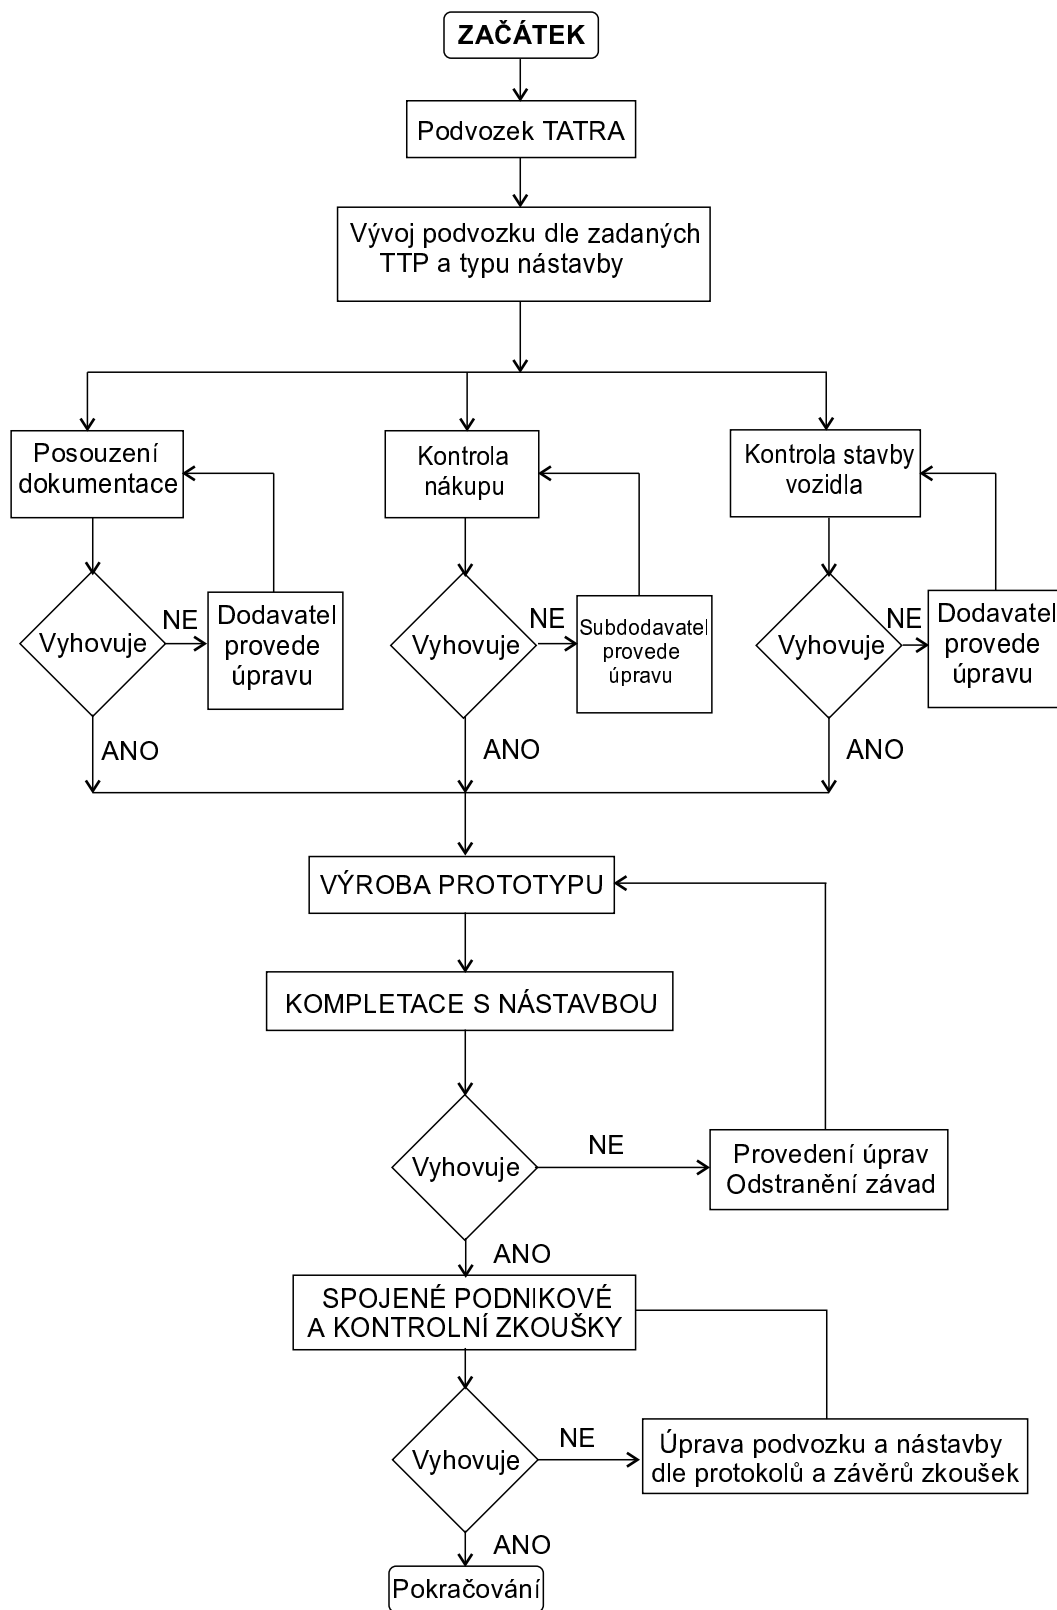 ZAČÁTEK
Podvozek TATRA
Vývoj podvozku dle zadaných
TTP a typu nástavby
Posouzení
dokumentace
Kontrola
nákupu
Kontrola stavby
vozidla
Vyhovuje
NE
Dodavatel
provede
úpravu
Vyhovuje
NE
Subdodavatel
provede
úpravu
Vyhovuje
NE
Dodavatel
provede
úpravu
ANO
ANO
ANO
VÝROBA PROTOTYPU
KOMPLETACE S NÁSTAVBOU
Vyhovuje
NE
Provedení úprav
Odstranění závad
ANO
SPOJENÉ PODNIKOVÉ
A KONTROLNÍ ZKOUŠKY
Vyhovuje
NE
Úprava podvozku a nástavby
dle protokolů a závěrů zkoušek
ANO
Pokračování